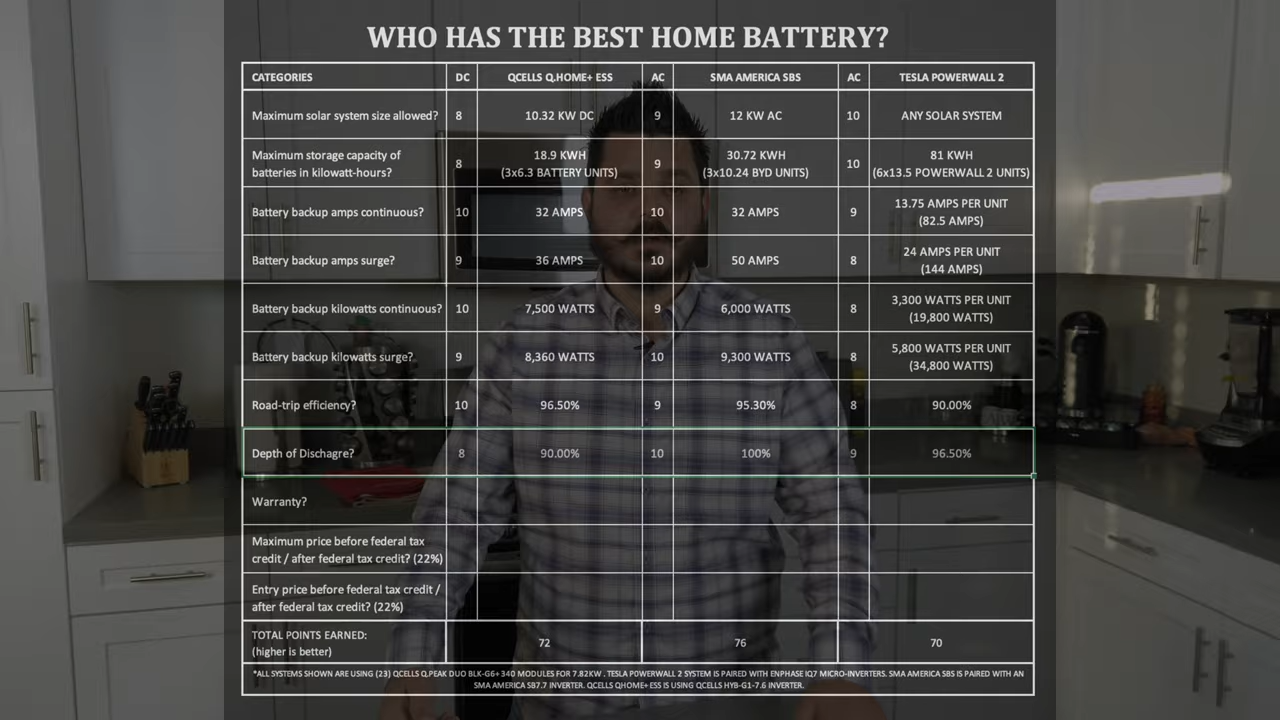 WHO HAS THE BEST HOME BATTERY?
CATEGORIES DC QCELLS Q.HOME+ ESS AC SMA AMERICA SBS AC TESLA POWERWALL 2
Maximum solar system size allowed? 8 10.32 KW DC 9 12 KW AC 10 ANY SOLAR SYSTEM
Maximum storage capacity of
batteries in kilowatt-hours?
8
18.9 KWH
(3x6.3 BATTERY UNITS)
9
30.72 KWH
(3x10.24 BYD UNITS)
10
81 KWH
(6x13.5 POWERWALL 2 UNITS)
Battery backup amps continuous? 10 32 AMPS 10 32 AMPS 9
13.75 AMPS PER UNIT
(82.5 AMPS)
Battery backup amps surge? 9 36 AMPS 10 50 AMPS 8
24 AMPS PER UNIT
(144 AMPS)
Battery backup kilowatts continuous? 10 7,500 WATTS 9 6,000 WATTS 8
3,300 WATTS PER UNIT
(19,800 WATTS)
Battery backup kilowatts surge? 9 8,360 WATTS 10 9,300 WATTS 8
5,800 WATTS PER UNIT
(34,800 WATTS)
Road-trip efficiency? 10 96.50% 9 95.30% 8 90.00%
Depth of Dischagre? 8 90.00% 10 100% 9 96.50%
Warranty?
Maximum price before federal tax
credit / after federal tax credit? (22%)
Entry price before federal tax credit /
after federal tax credit? (22%)
TOTAL POINTS EARNED:
(higher is better)
72 76 70
*ALL SYSTEMS SHOWN ARE USING (23) QCELLS Q.PEAK DUO BLK-G6+ 340 MODULES FOR 7.82KW . TESLA POWERWALL 2 SYSTEM IS PAIRED WITH ENPHASE IQ7 MICRO-INVERTERS. SMA AMERICA SBS IS PAIRED WITH AN
SMA AMERICA SB7.7 INVERTER. QCELLS QHOME+ ESS IS USING QCELLS HYB-G1-7.6 INVERTER.